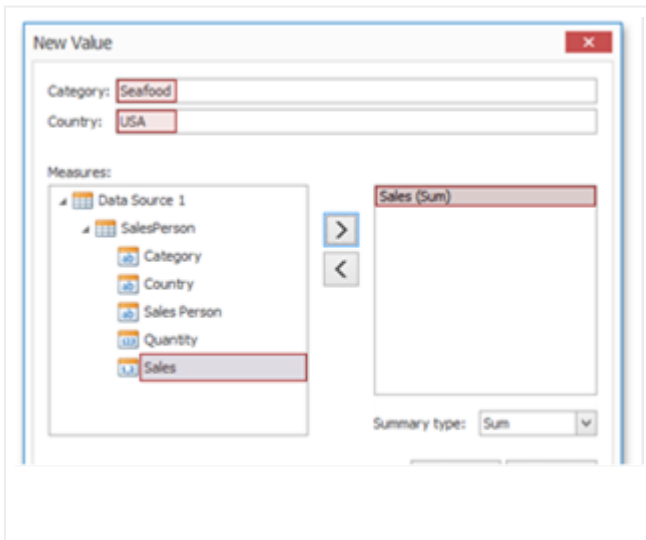 New Value
Category: Seafood
Country: USA
Measures:
Data Source 1
SalesPerson
Category
Country
Sales Person
Quantity
Sales
Sales (Sum)
Summary type: Sum